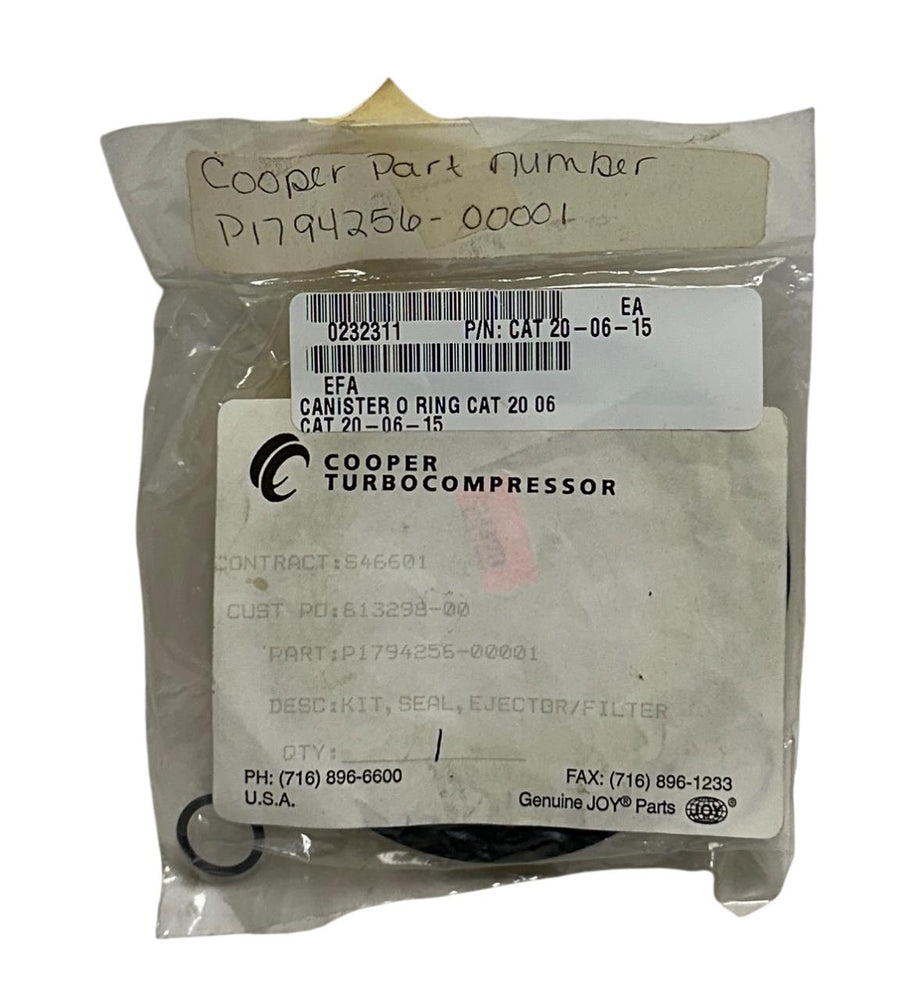 Cooper Part number
P1794256-00001
EA
0232311 P/N: CAT 20-06-15
EFA
CANISTER O RING CAT 20 06
CAT 20-06-15
COOPER
TURBOCOMPRESSOR
CONTRACT:S46601
CUST PO:613298-00
PART:P1794256-00001
DESC:KIT,SEAL,EJECTOR/FILTER
QTY: 1
PH: (716) 896-6600 FAX: (716) 896-1233
U.S.A. Genuine JOY® Parts JOY®